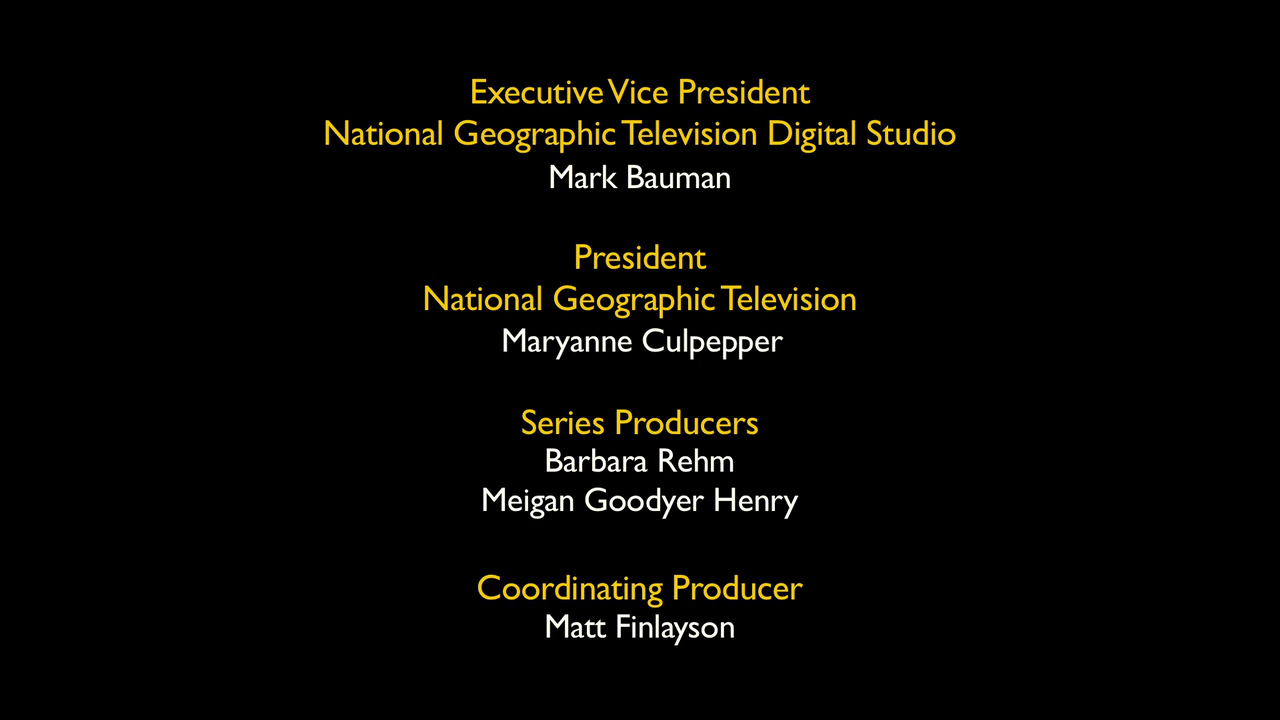 Executive Vice President
National Geographic Television Digital Studio
Mark Bauman
President
National Geographic Television
Maryanne Culpepper
Series Producers
Barbara Rehm
Meigan Goodyer Henry
Coordinating Producer
Matt Finlayson